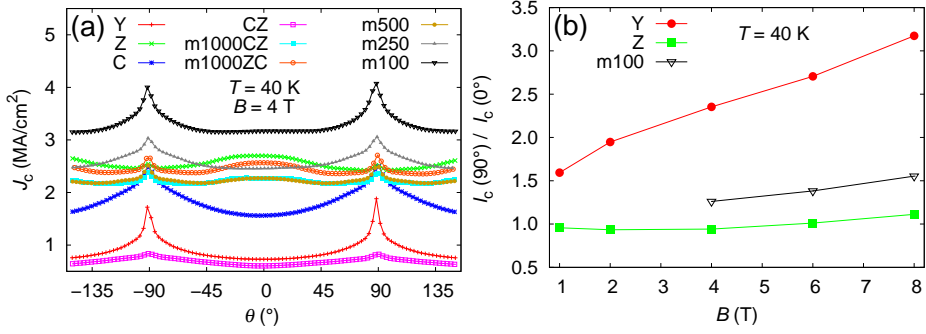 (a)
Y
Z
C
CZ
m1000CZ
m1000ZC
m500
m250
m100
T = 40 K
B = 4 T
J_c (MA/cm²)
5
4
3
2
1
−135 −90 −45 0 45 90 135
θ (°)
(b)
Y
Z
m100
T = 40 K
I_c (90°) / I_c (0°)
3.5
3.0
2.5
2.0
1.5
1.0
0.5
1 2 3 4 5 6 7 8
B (T)